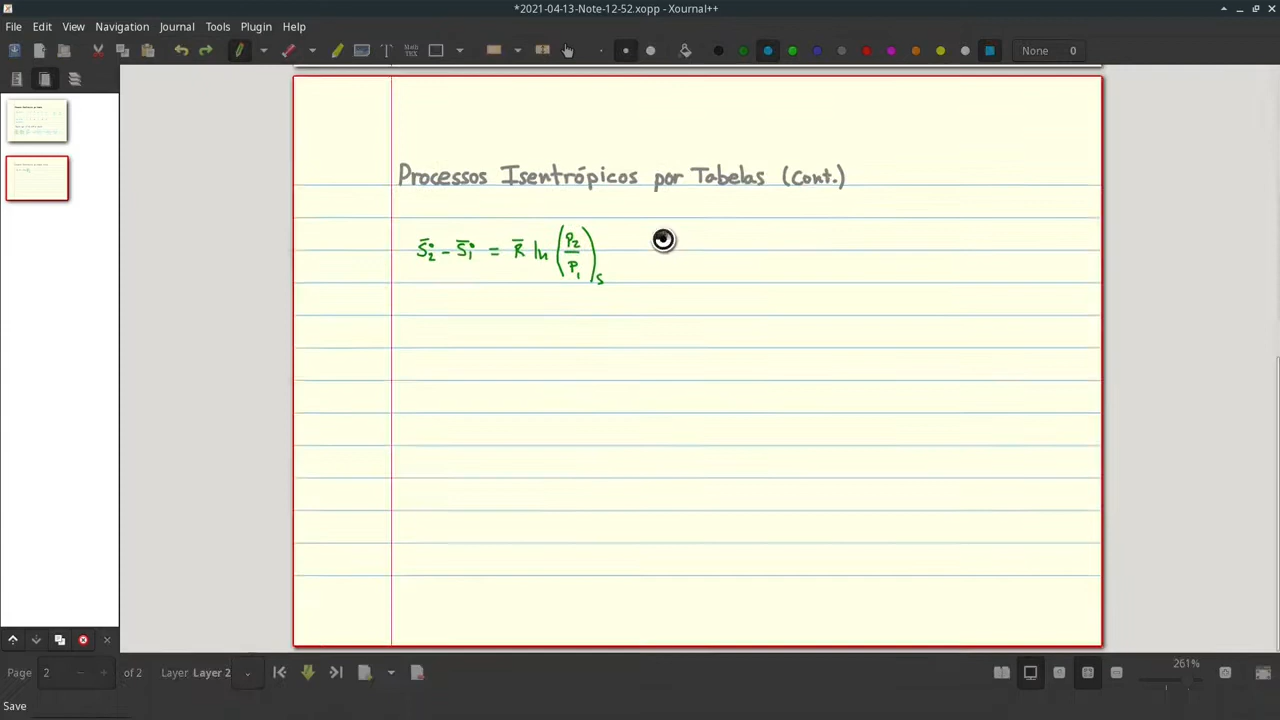 *2021-04-13-Note-12-52.xopp - Xournal++
File Edit View Navigation Journal Tools Plugin Help
None 0
Processos Isentrópicos por Tabelas (Cont.)
s̄₂° - s̄₁° = R̄ ln (P₂/P₁)ₛ
Page 2 of 2 Layer Layer 2 261%
Save